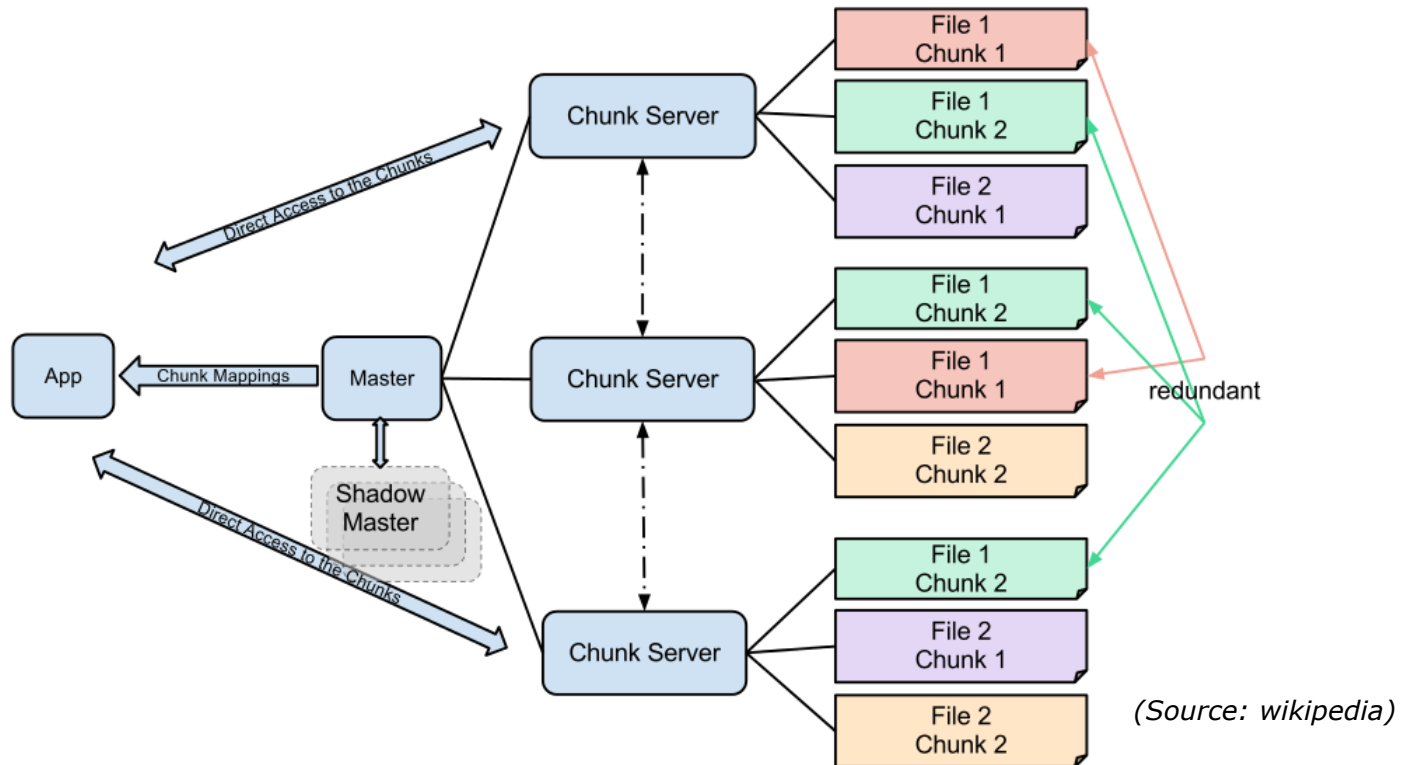 File 1
Chunk 1
File 1
Chunk 2
File 2
Chunk 1
Chunk Server
Direct Access to the Chunks
File 1
Chunk 2
File 1
Chunk 1
File 2
Chunk 2
Chunk Server
redundant
App
Chunk Mappings
Master
Shadow
Master
Direct Access to the Chunks
File 1
Chunk 2
File 2
Chunk 1
File 2
Chunk 2
Chunk Server
(Source: wikipedia)